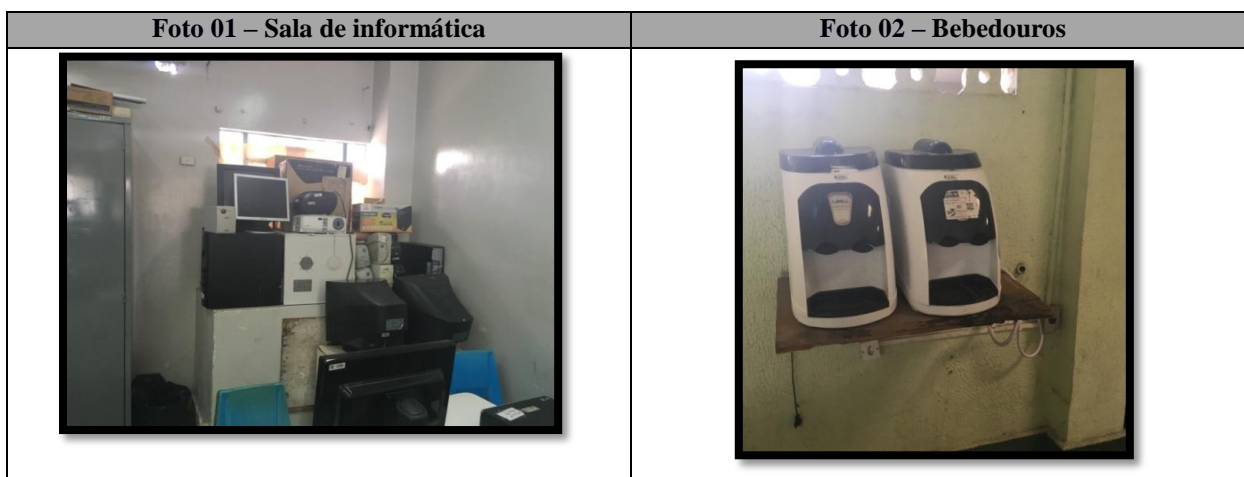 Foto 01 – Sala de informática
Foto 02 – Bebedouros